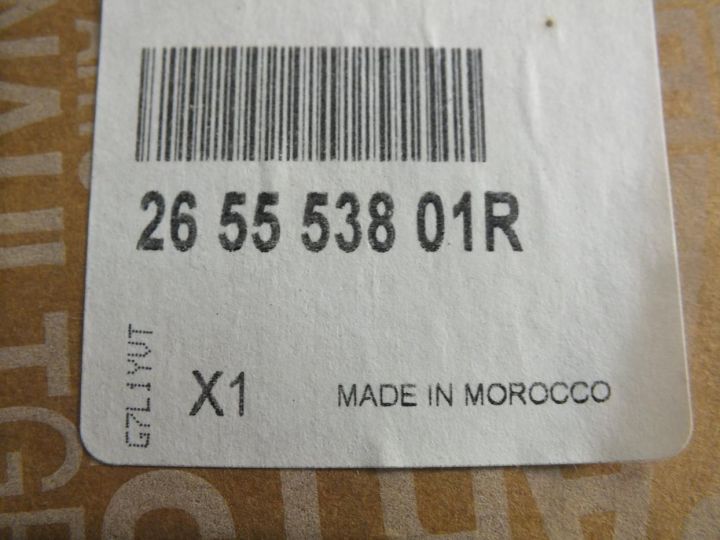 26 55 538 01R
G7L1YVT
X1
MADE IN MOROCCO